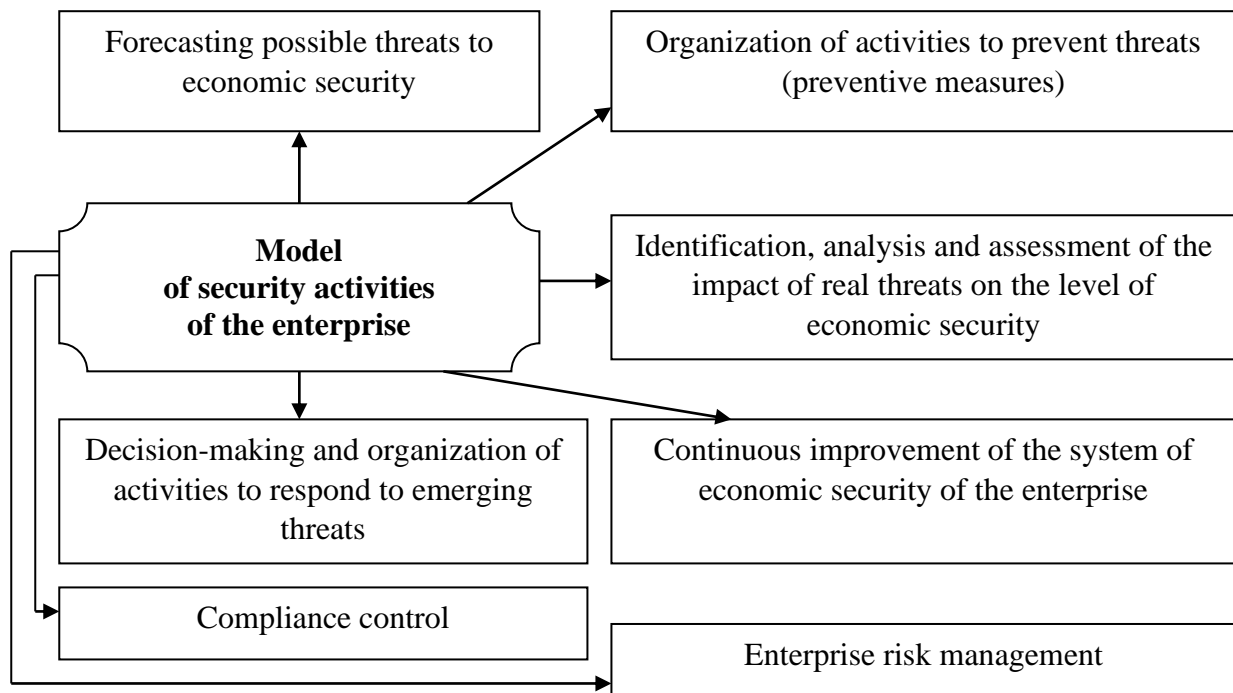 Forecasting possible threats to
economic security
Organization of activities to prevent threats
(preventive measures)
Model
of security activities
of the enterprise
Identification, analysis and assessment of the
impact of real threats on the level of
economic security
Decision-making and organization of
activities to respond to emerging
threats
Continuous improvement of the system of
economic security of the enterprise
Compliance control
Enterprise risk management